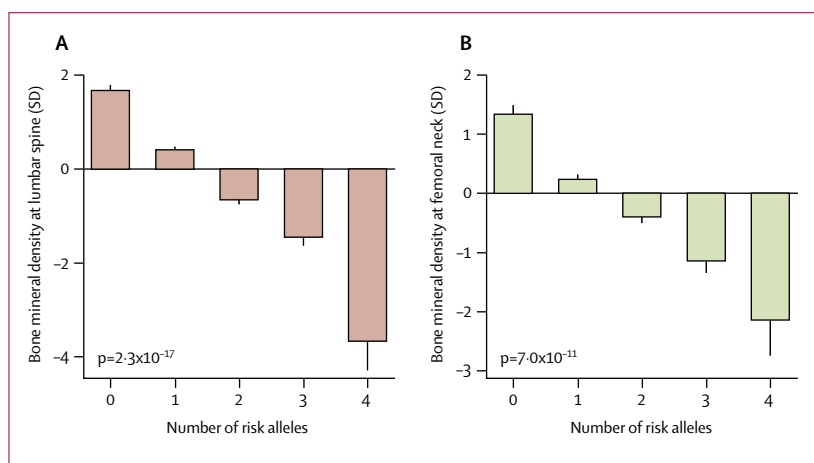 A
Bone mineral density at lumbar spine (SD)
2
0
–2
–4
p=2·3x10⁻¹⁷
0 1 2 3 4
Number of risk alleles
B
Bone mineral density at femoral neck (SD)
2
1
0
–1
–2
–3
p=7·0x10⁻¹¹
0 1 2 3 4
Number of risk alleles